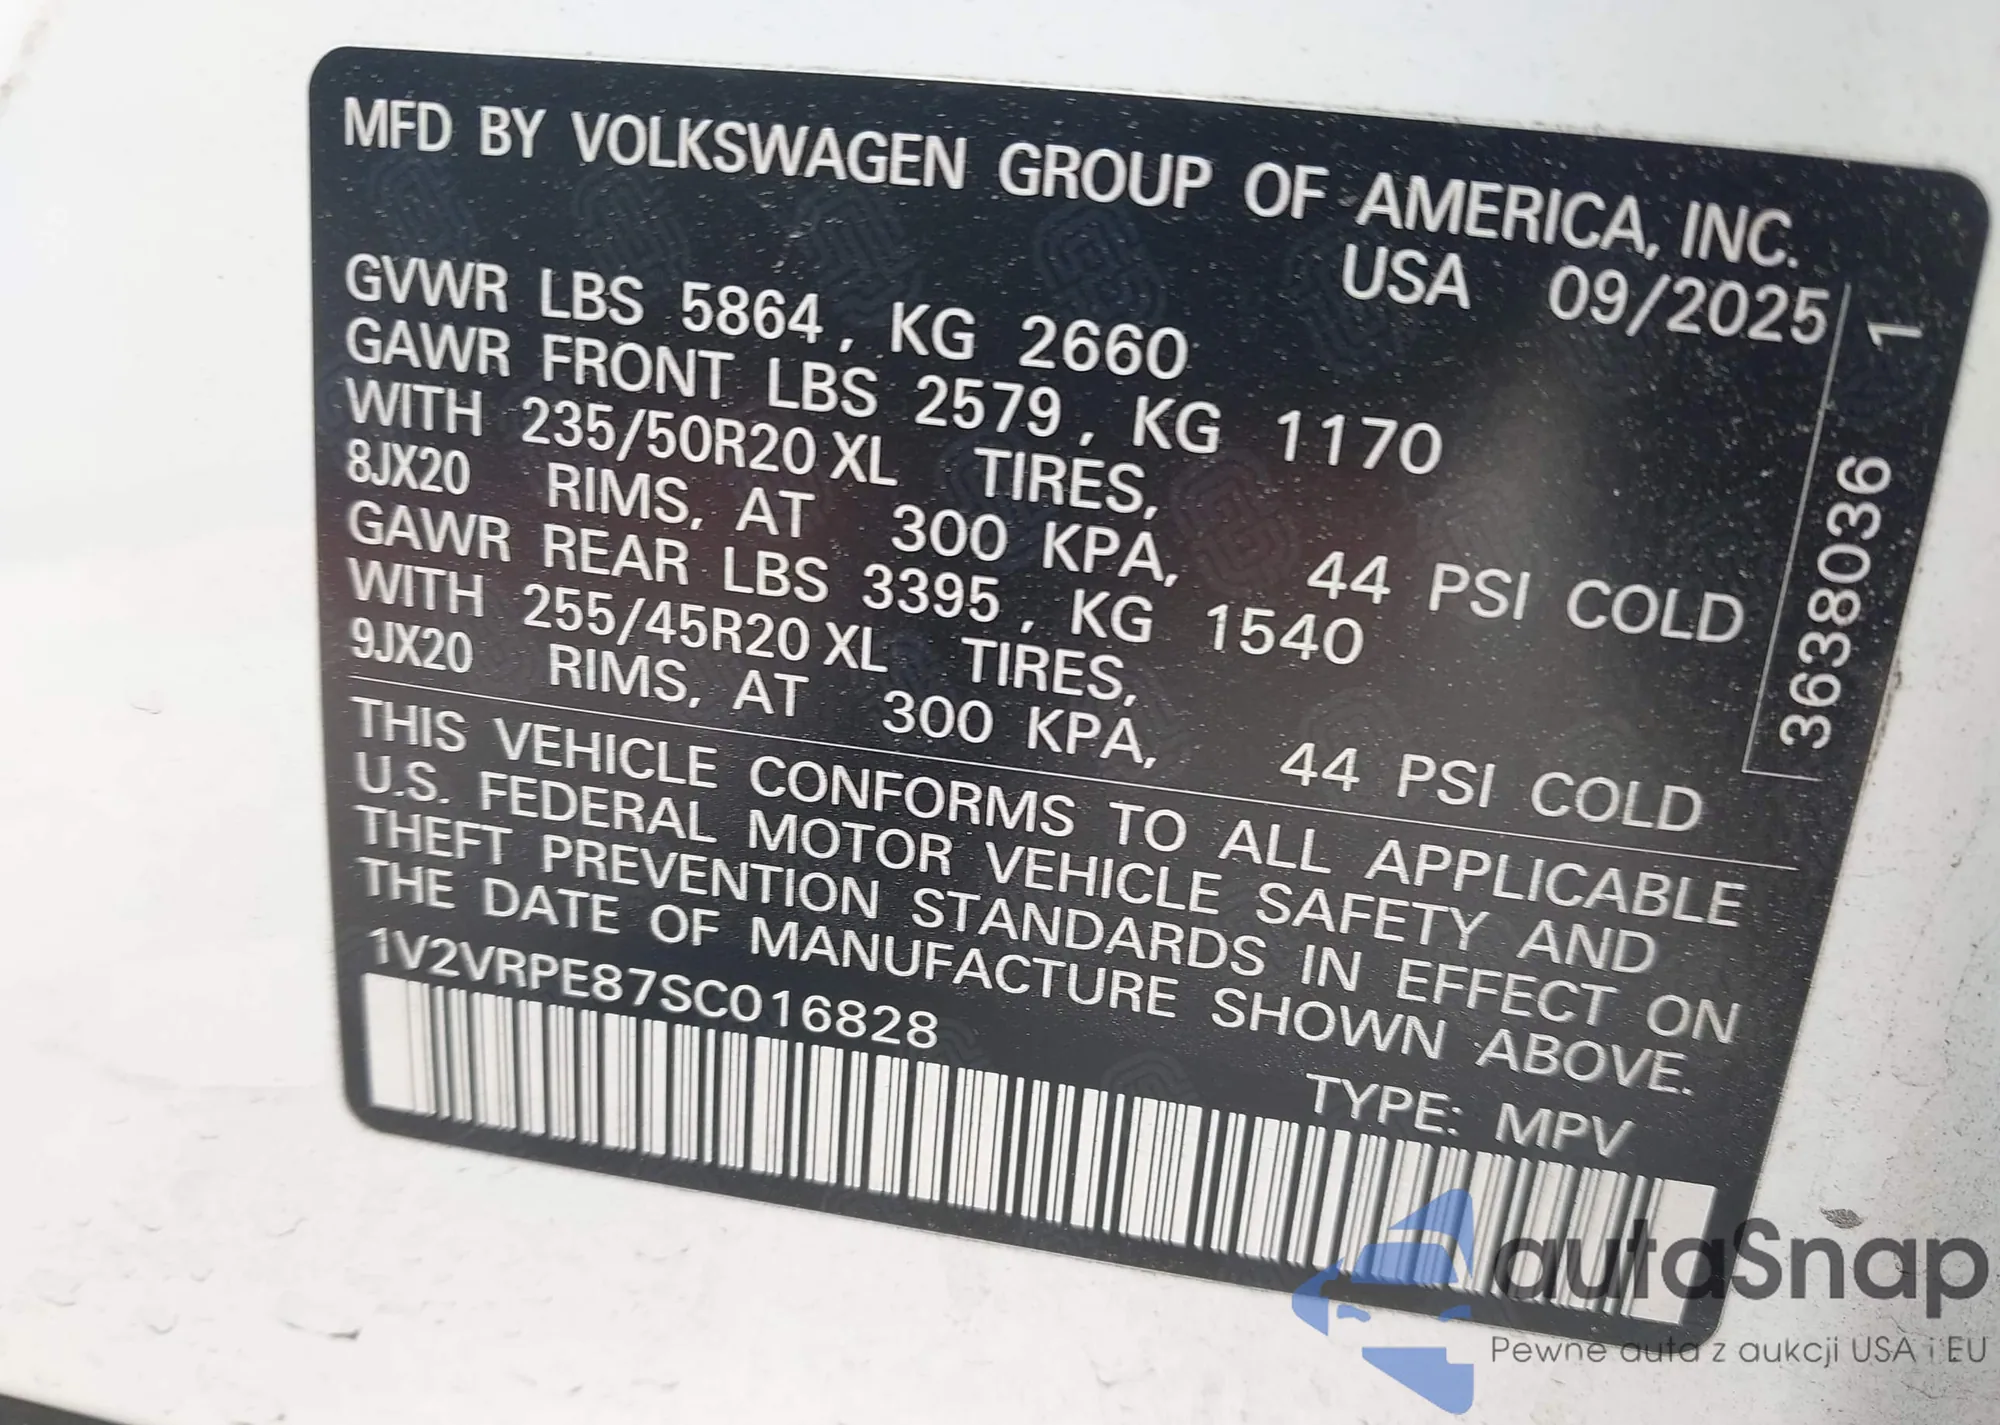 MFD BY VOLKSWAGEN GROUP OF AMERICA, INC.
USA 09/2025
GVWR LBS 5864, KG 2660
GAWR FRONT LBS 2579, KG 1170
WITH 235/50R20 XL TIRES,
8JX20 RIMS, AT 300 KPA, 44 PSI COLD
GAWR REAR LBS 3395, KG 1540
WITH 255/45R20 XL TIRES,
9JX20 RIMS, AT 300 KPA, 44 PSI COLD
3638036 1
THIS VEHICLE CONFORMS TO ALL APPLICABLE
U.S. FEDERAL MOTOR VEHICLE SAFETY AND
THEFT PREVENTION STANDARDS IN EFFECT ON
THE DATE OF MANUFACTURE SHOWN ABOVE.
1V2VRPE87SC016828
TYPE: MPV
autaSnap
Pewne auta z aukcji USA i EU